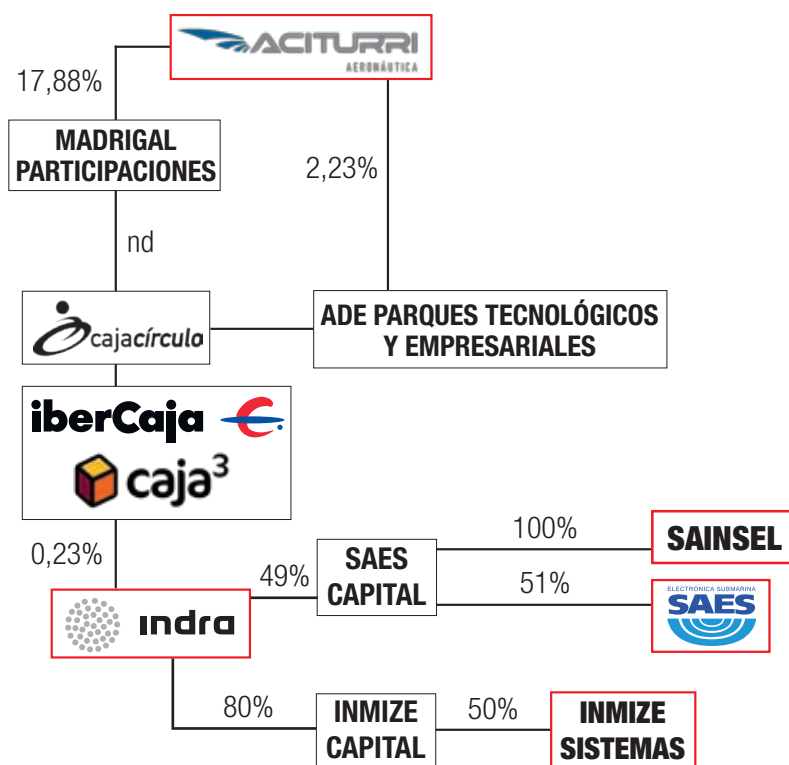 ACITURRI
AERONÁUTICA
17,88%
MADRIGAL
PARTICIPACIONES
2,23%
nd
cajacírculo
ADE PARQUES TECNOLÓGICOS
Y EMPRESARIALES
iberCaja
caja³
0,23%
indra
49%
SAES
CAPITAL
100%
SAINSEL
51%
ELECTRONICA SUBMARINA
SAES
80%
INMIZE
CAPITAL
50%
INMIZE
SISTEMAS